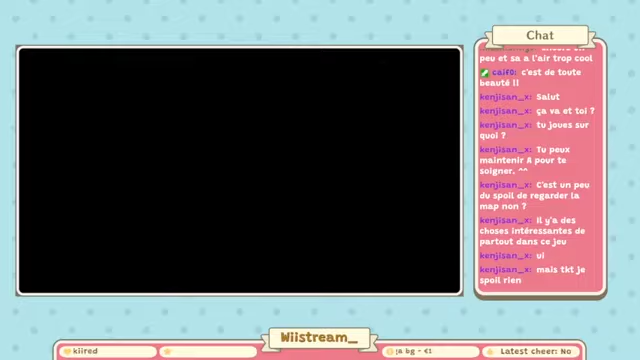 Chat
peu et sa a l'air trop cool
caif0: c'est de toute
beauté !!
kenjisan_x: Salut
kenjisan_x: ça va et toi ?
kenjisan_x: tu joues sur
quoi ?
kenjisan_x: Tu peux
maintenir A pour te
soigner. ^^
kenjisan_x: C'est un peu
du spoil de regarder la
map non ?
kenjisan_x: Il y'a des
choses intéressantes de
partout dans ce jeu
kenjisan_x: ui
kenjisan_x: mais tkt je
spoil rien
Wiistream_
kiired
bg - €1
Latest cheer: No